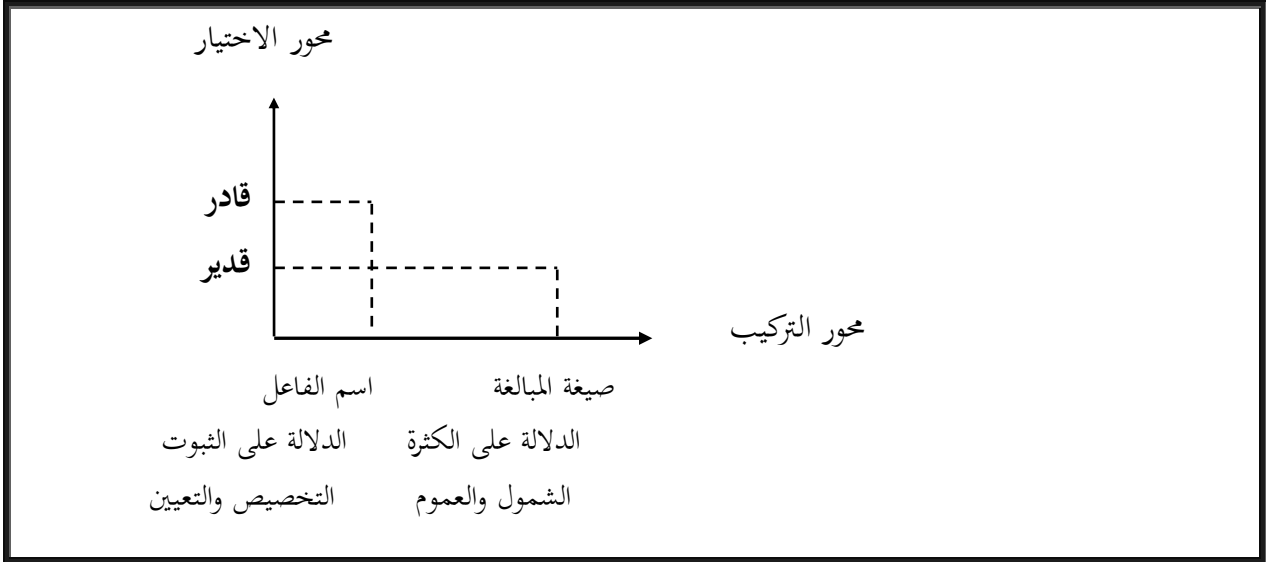 محور الاختيار
قادر
قدير
محور التركيب
صيغة المبالغة اسم الفاعل
الدلالة على الكثرة الدلالة على الثبوت
الشمول والعموم التخصيص والتعيين